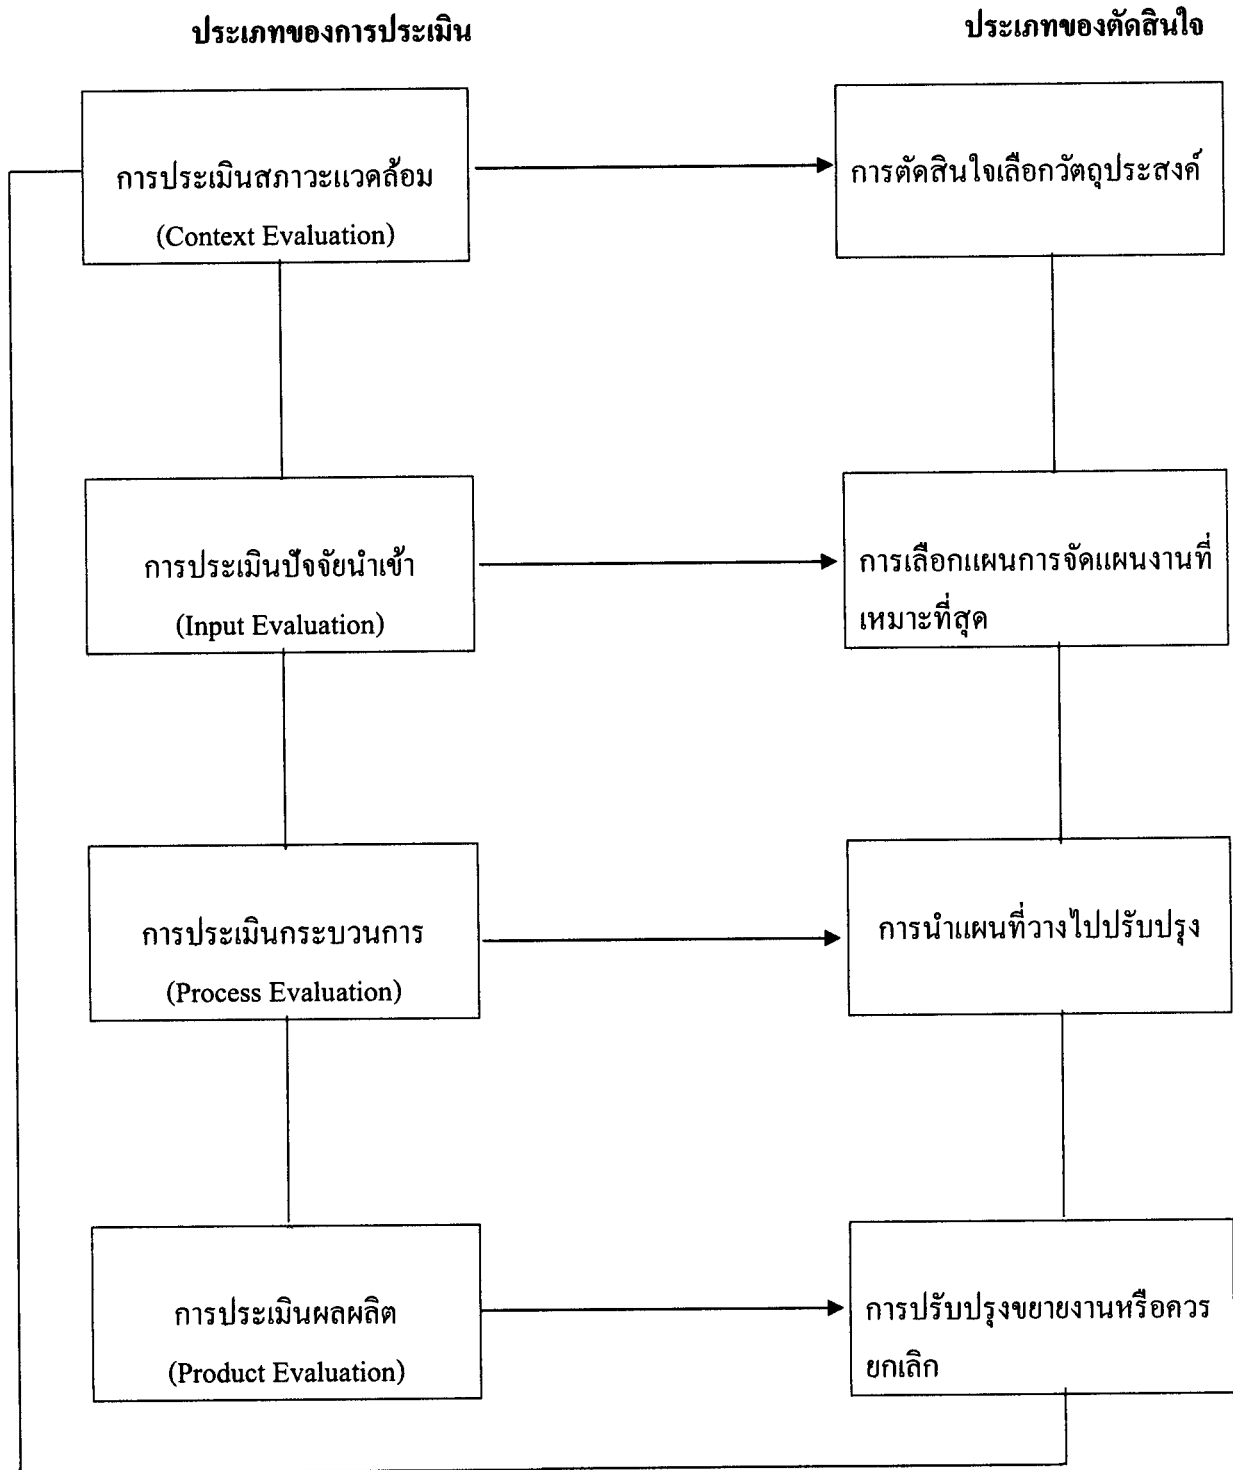 ประเภทของการประเมิน
ประเภทของตัดสินใจ
การประเมินสภาวะแวดล้อม
(Context Evaluation)
การตัดสินใจเลือกวัตถุประสงค์
การประเมินปัจจัยนำเข้า
(Input Evaluation)
การเลือกแผนการจัดแผนงานที่
เหมาะที่สุด
การประเมินกระบวนการ
(Process Evaluation)
การนำแผนที่วางไปปรับปรุง
การประเมินผลผลิต
(Product Evaluation)
การปรับปรุงขยายงานหรือควร
ยกเลิก